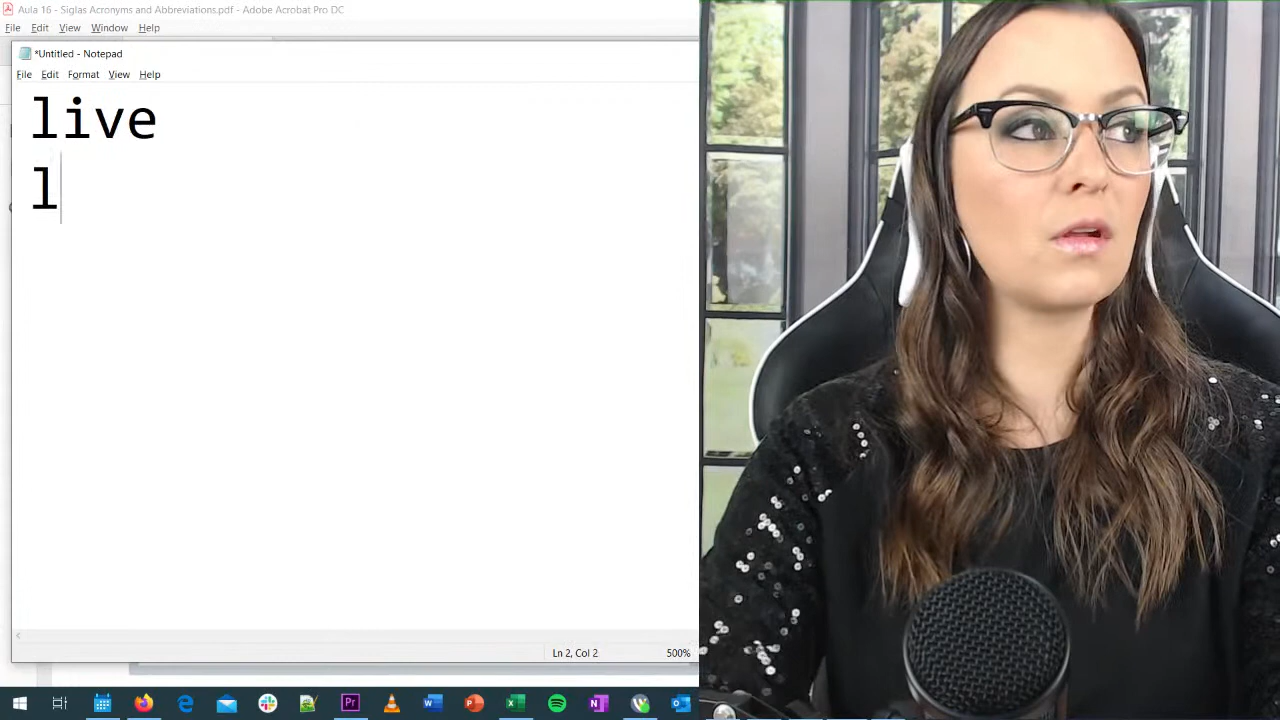 Aula 16 - Siglas Acronyms and Abbreviations.pdf - Adobe Acrobat Pro DC
File Edit View Window Help
*Untitled - Notepad
File Edit Format View Help
live
l
Ln 2, Col 2 500%